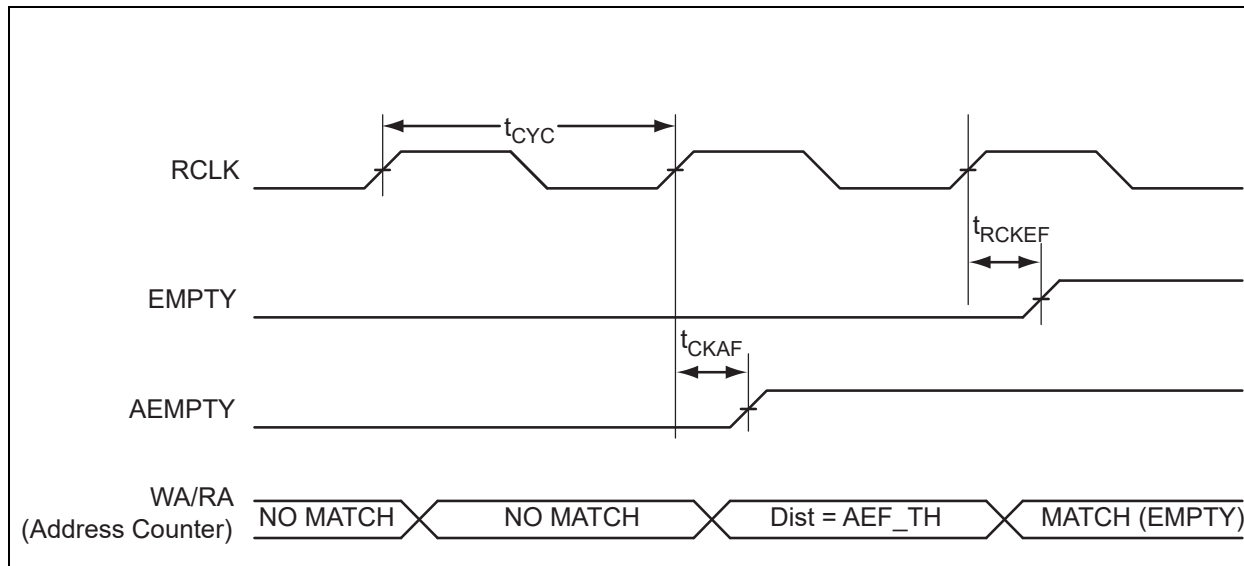 tCYC
RCLK
tRCKEF
EMPTY
tCKAF
AEMPTY
WA/RA
(Address Counter)
NO MATCH
NO MATCH
Dist = AEF_TH
MATCH (EMPTY)